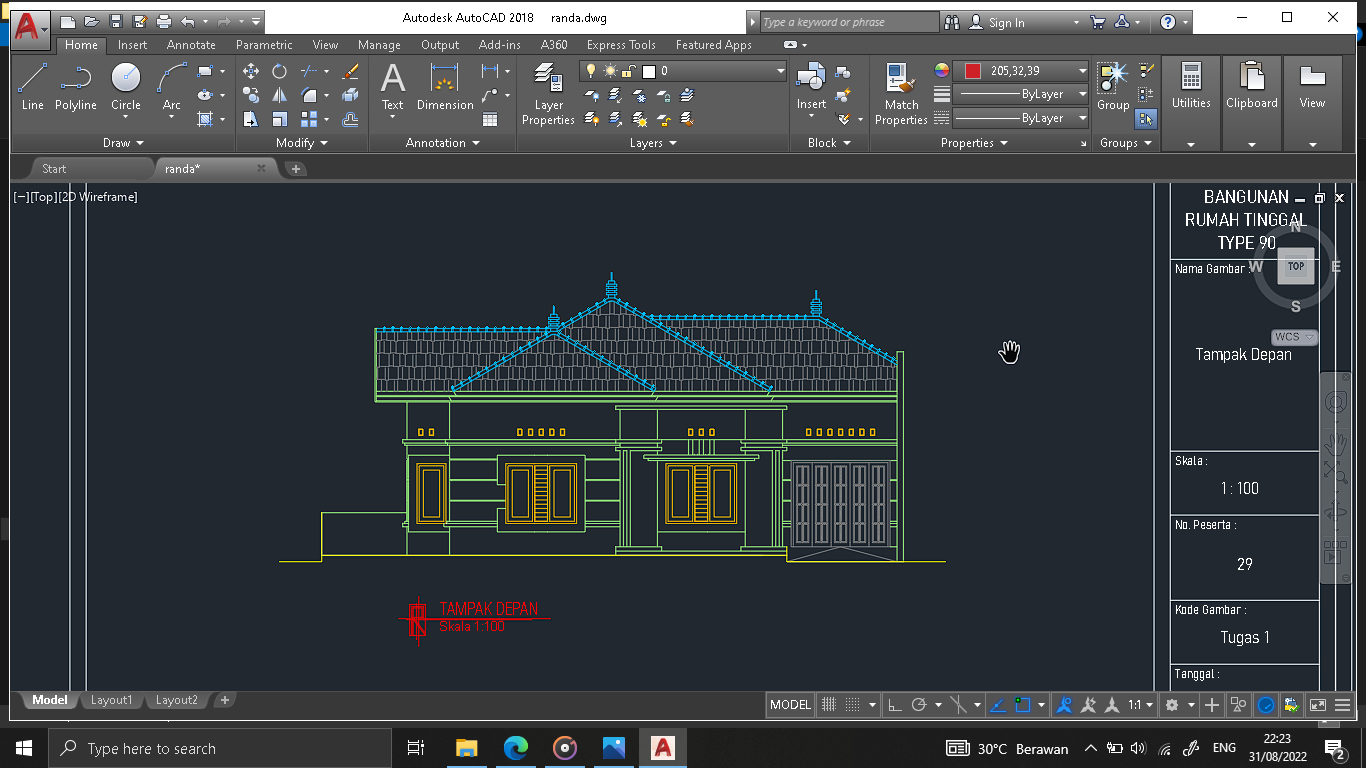 Autodesk AutoCAD 2018 randa.dwg
Type a keyword or phrase
Sign In
Home Insert Annotate Parametric View Manage Output Add-ins A360 Express Tools Featured Apps
Line Polyline Circle Arc
Text Dimension
Layer Properties
0
Insert
Match Properties
205,32,39
ByLayer
ByLayer
Group
Utilities
Clipboard
View
Draw Modify Annotation Layers Block Properties Groups
Start randa*
[−][Top][2D Wireframe]
BANGUNAN
RUMAH TINGGAL
TYPE 90
N
W TOP E
S
WCS
Nama Gambar :
Tampak Depan
Skala :
1 : 100
No. Peserta :
29
Kode Gambar :
Tugas 1
Tanggal :
TAMPAK DEPAN
Skala 1:100
Model Layout1 Layout2
MODEL 1:1
Type here to search
30°C Berawan
ENG
22:23
31/08/2022
2